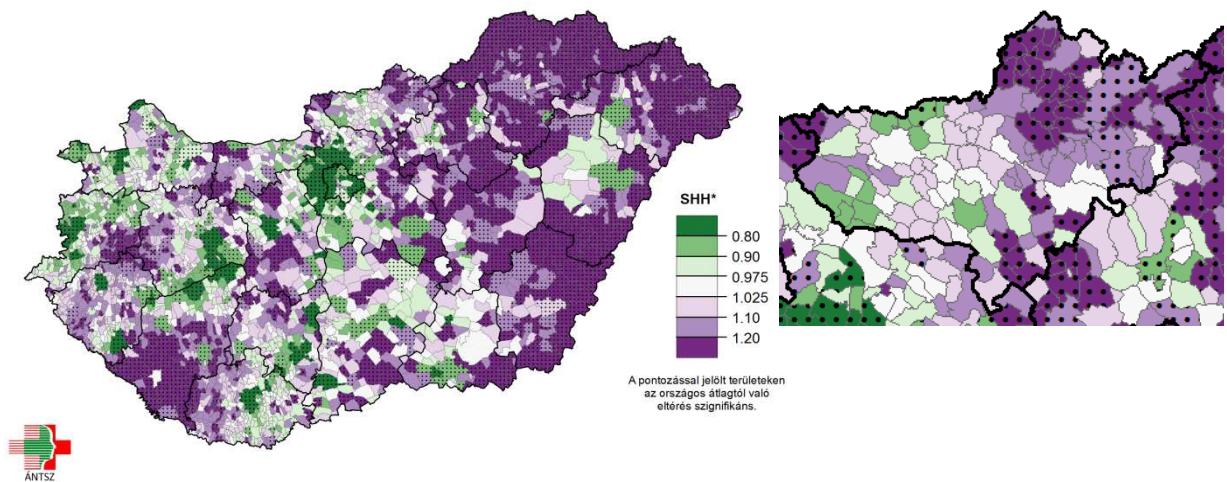 SHH*
0.80
0.90
0.975
1.025
1.10
1.20
A pontozással jelölt területeken
az országos átlagtól való
eltérés szignifikáns.
ÁNTSZ